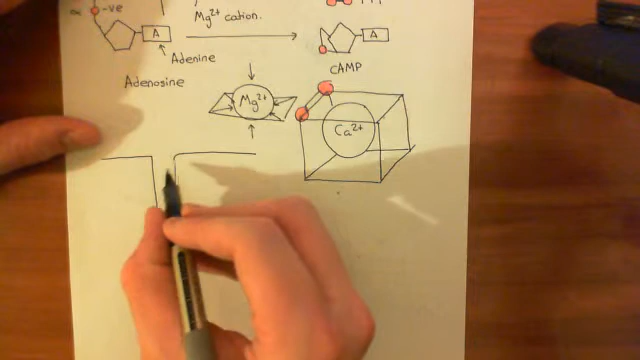 α -ve
Mg²⁺ cation.
A
A
Adenine
Adenosine
cAMP
Mg²⁺
Ca²⁺